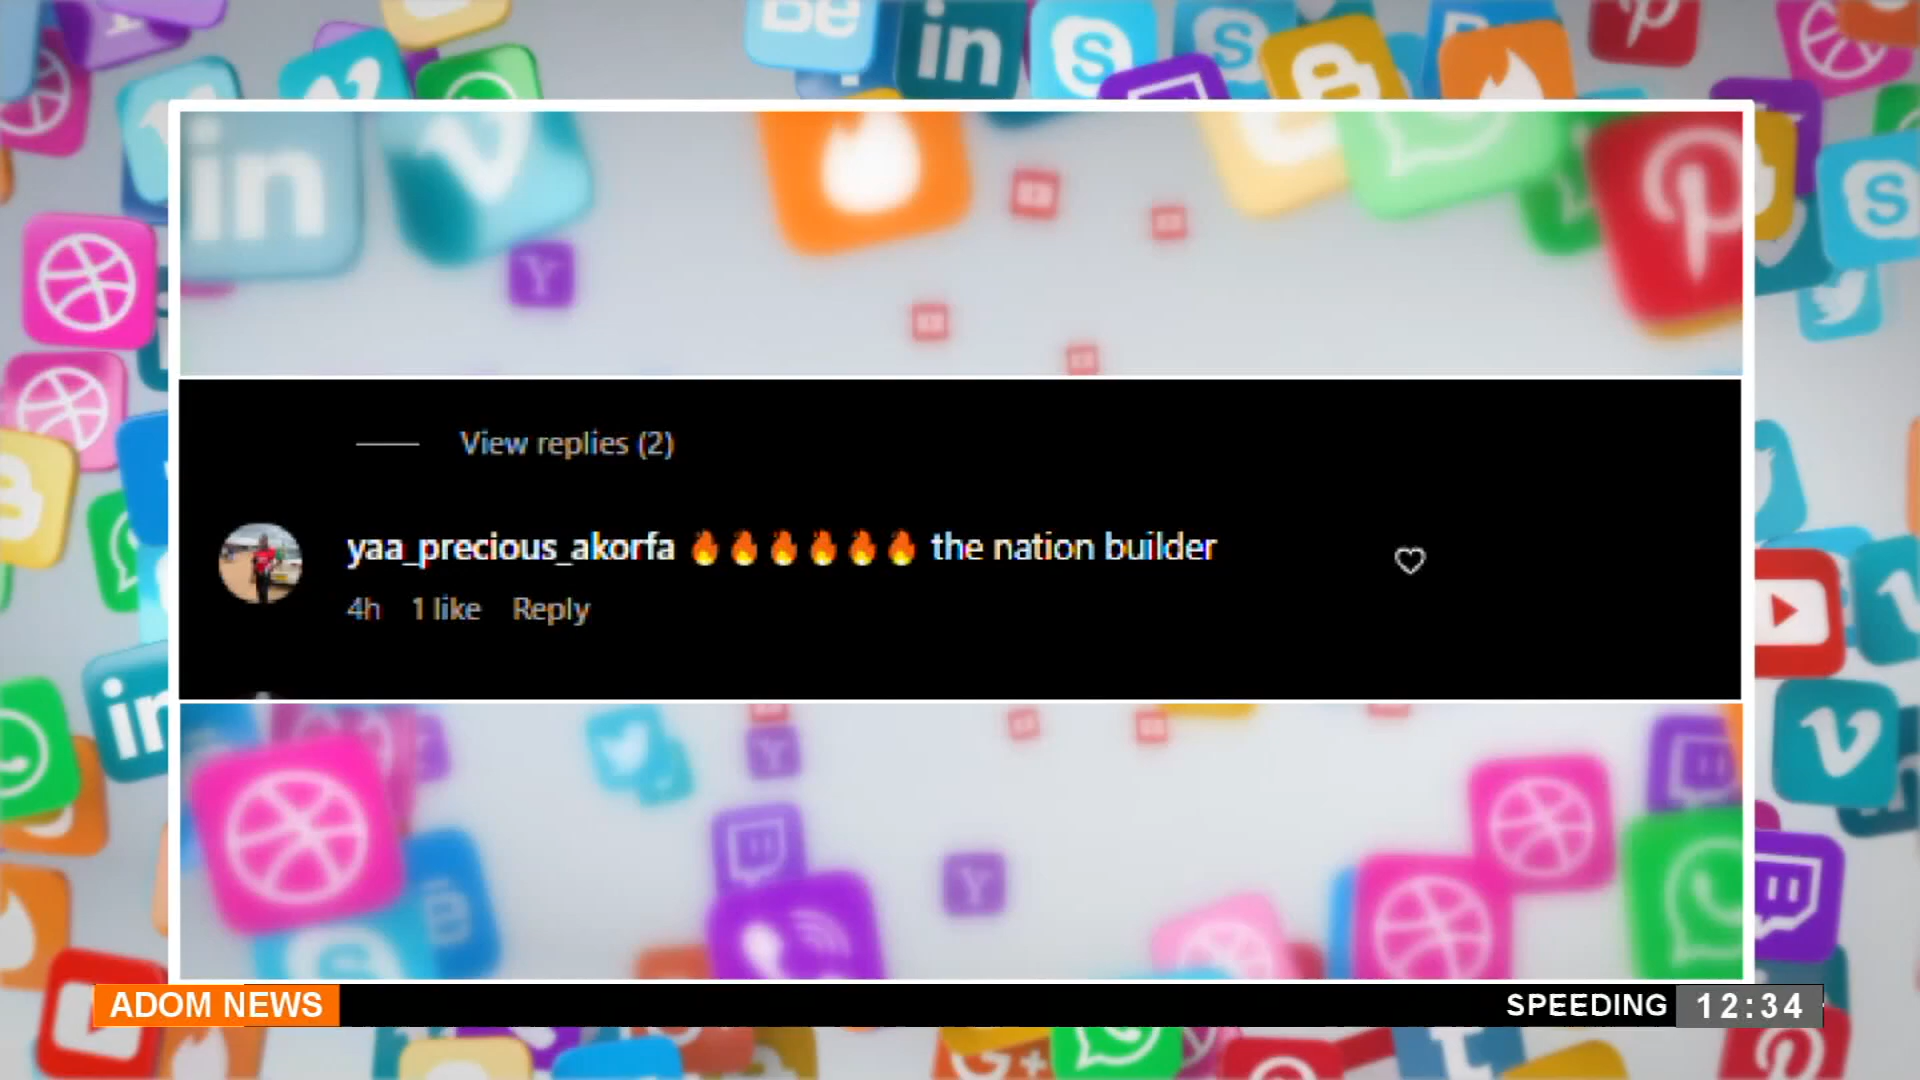 View replies (2)
yaa_precious_akorfa 🔥🔥🔥🔥🔥🔥 the nation builder
4h 1 like Reply
ADOM NEWS SPEEDING 12:34